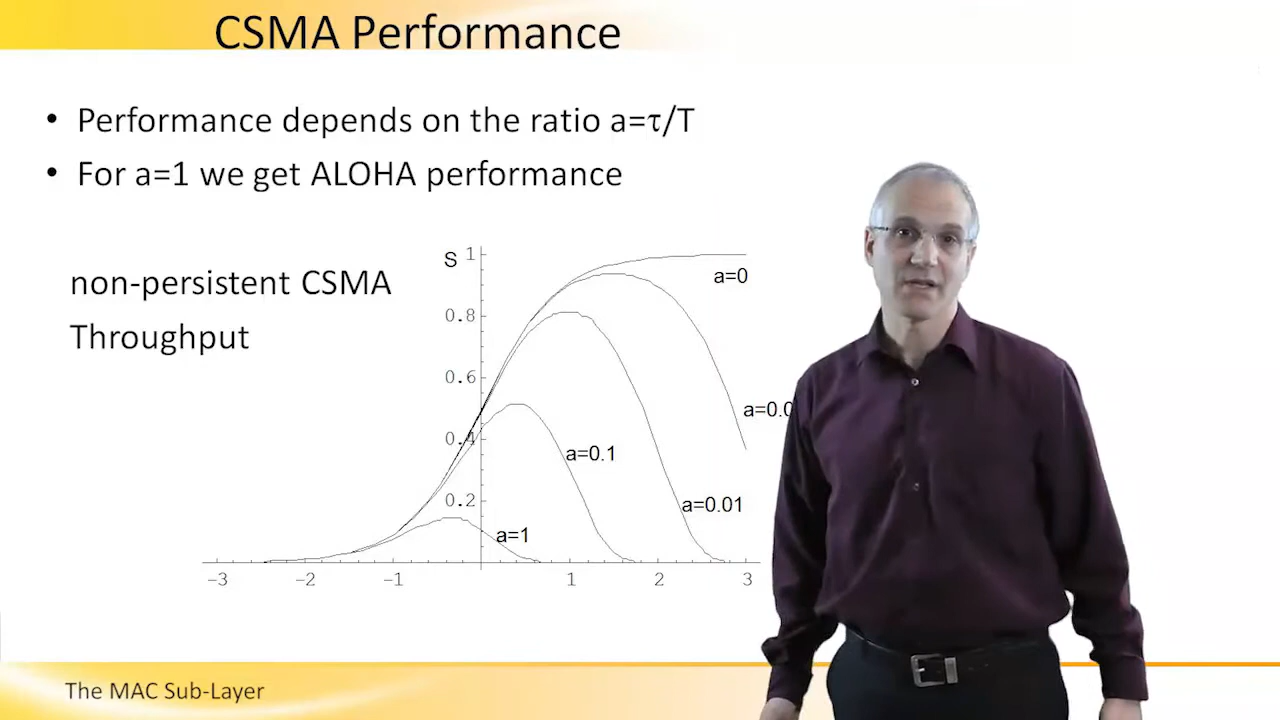 CSMA Performance
• Performance depends on the ratio a=τ/T
• For a=1 we get ALOHA performance
non-persistent CSMA
Throughput
S
1
0.8
0.6
0.4
0.2
a=0
a=0.1
a=0.01
a=1
−3 −2 −1 1 2 3
The MAC Sub-Layer